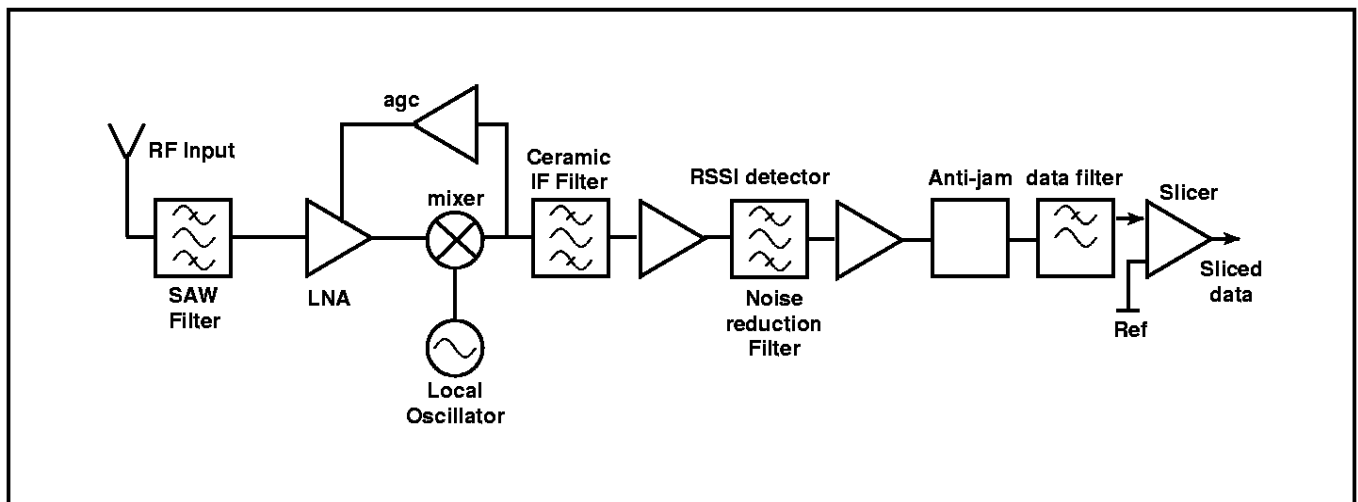 agc
RF Input
SAW
Filter
LNA
mixer
Local
Oscillator
Ceramic
IF Filter
RSSI detector
Noise
reduction
Filter
Anti-jam
data filter
Slicer
Sliced
data
Ref